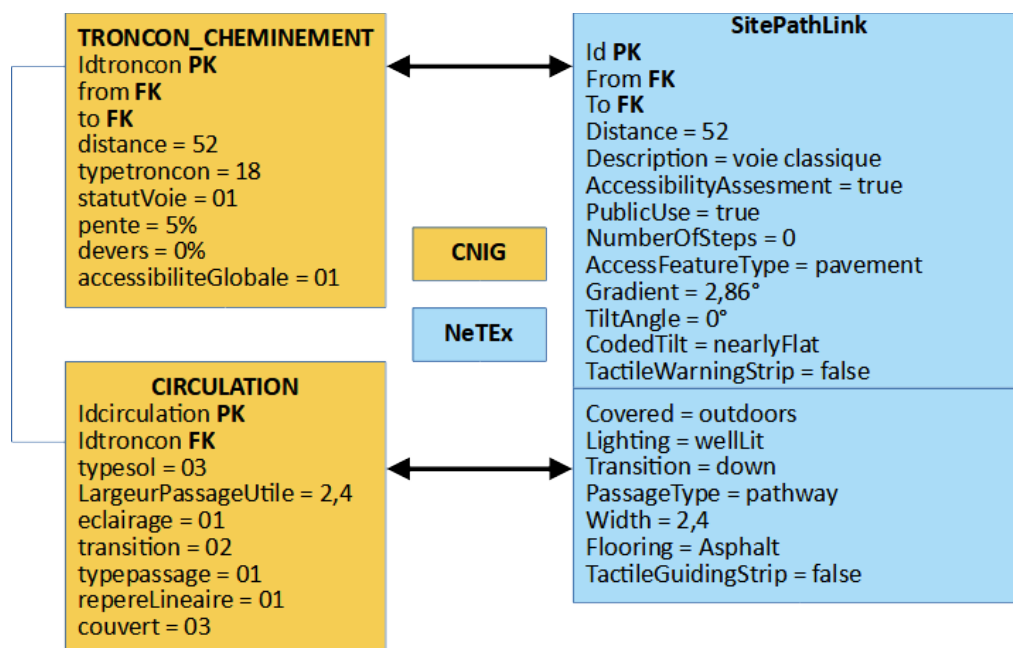 TRONCON_CHEMINEMENT
Idtroncon PK
from FK
to FK
distance = 52
typetroncon = 18
statutVoie = 01
pente = 5%
devers = 0%
accessibiliteGlobale = 01
CIRCULATION
Idcirculation PK
Idtroncon FK
typesol = 03
LargeurPassageUtile = 2,4
eclairage = 01
transition = 02
typepassage = 01
repereLineaire = 01
couvert = 03
CNIG
NeTEx
SitePathLink
Id PK
From FK
To FK
Distance = 52
Description = voie classique
AccessibilityAssesment = true
PublicUse = true
NumberOfSteps = 0
AccessFeatureType = pavement
Gradient = 2,86°
TiltAngle = 0°
CodedTilt = nearlyFlat
TactileWarningStrip = false
Covered = outdoors
Lighting = wellLit
Transition = down
PassageType = pathway
Width = 2,4
Flooring = Asphalt
TactileGuidingStrip = false